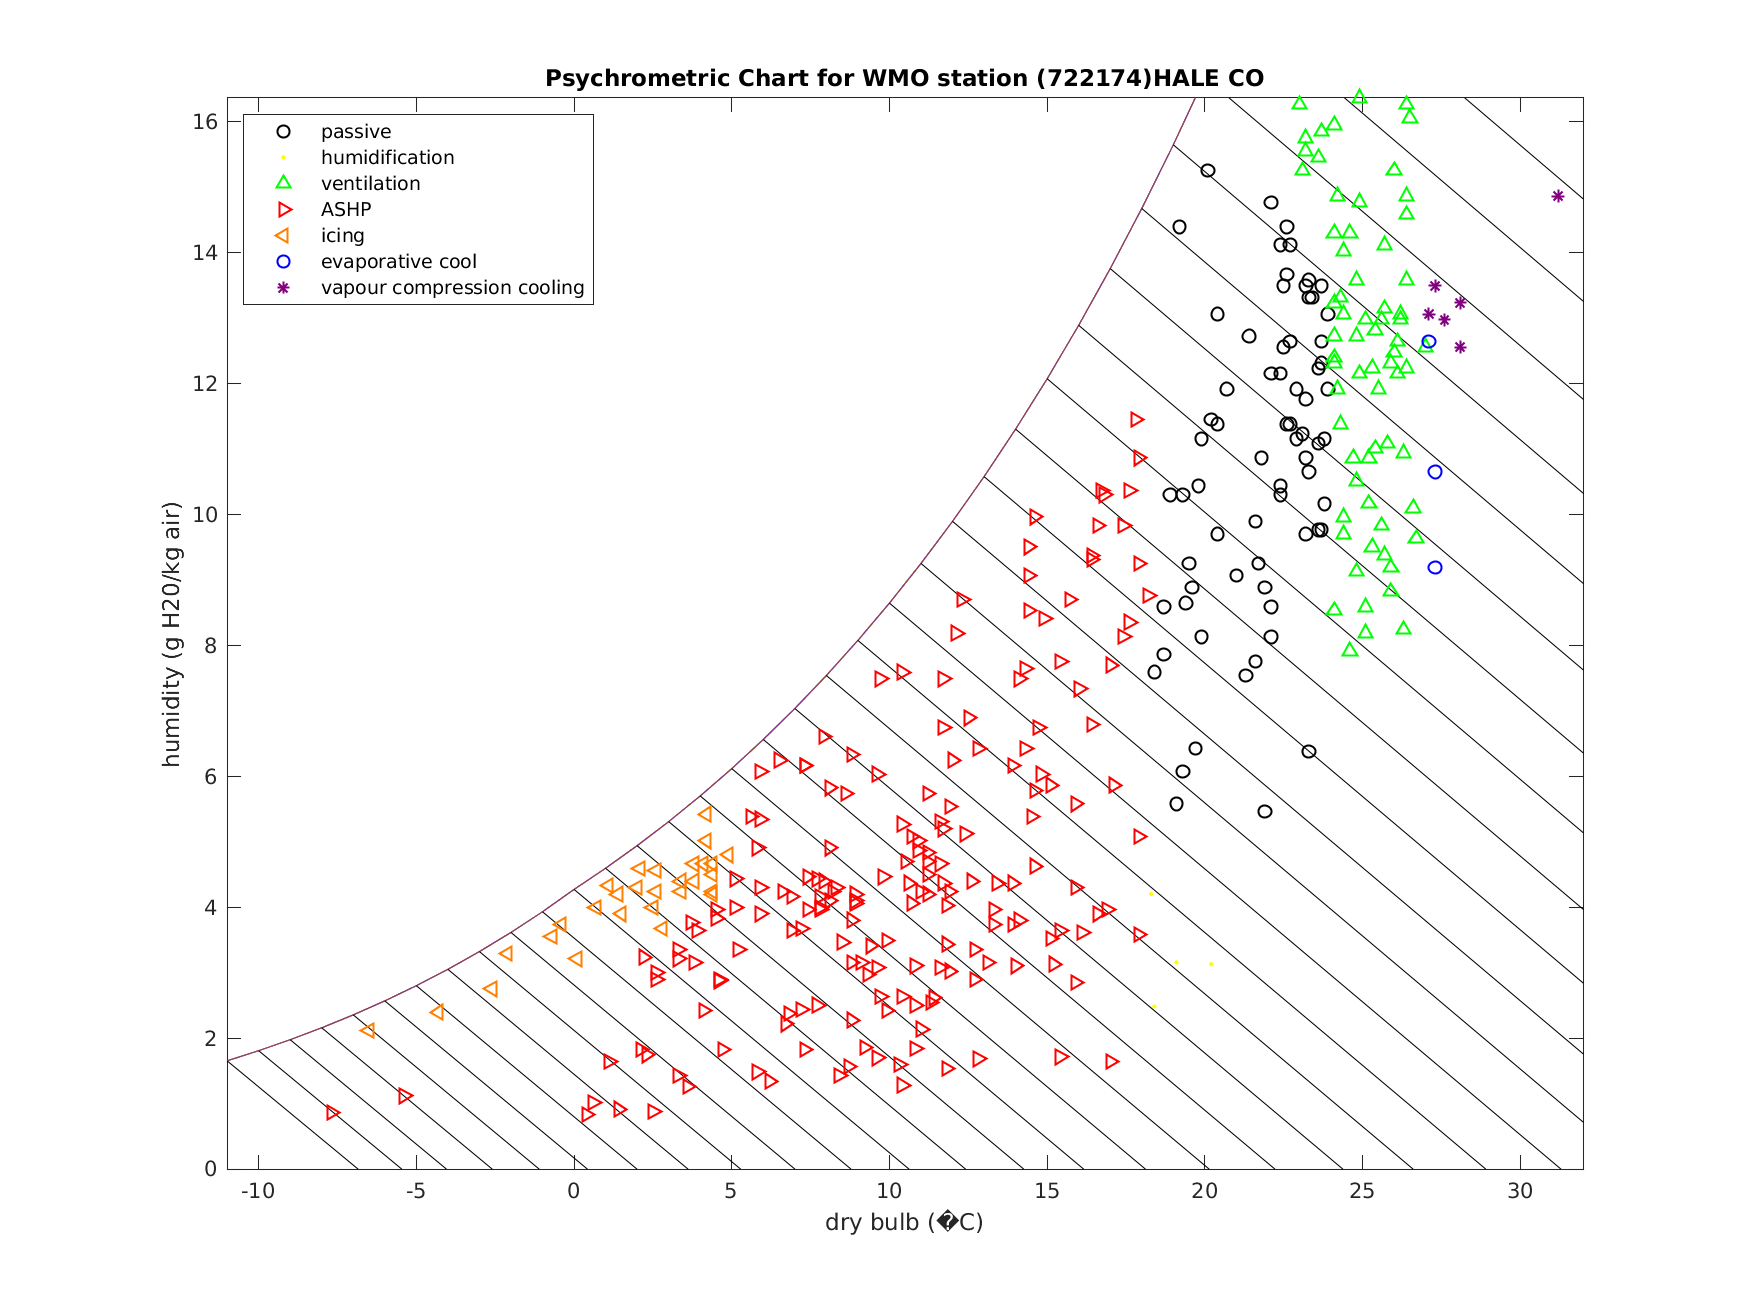 Psychrometric Chart for WMO station (722174)HALE CO
passive
humidification
ventilation
ASHP
icing
evaporative cool
vapour compression cooling
humidity (g H20/kg air)
16
14
12
10
8
6
4
2
0
-10 -5 0 5 10 15 20 25 30
dry bulb (�C)